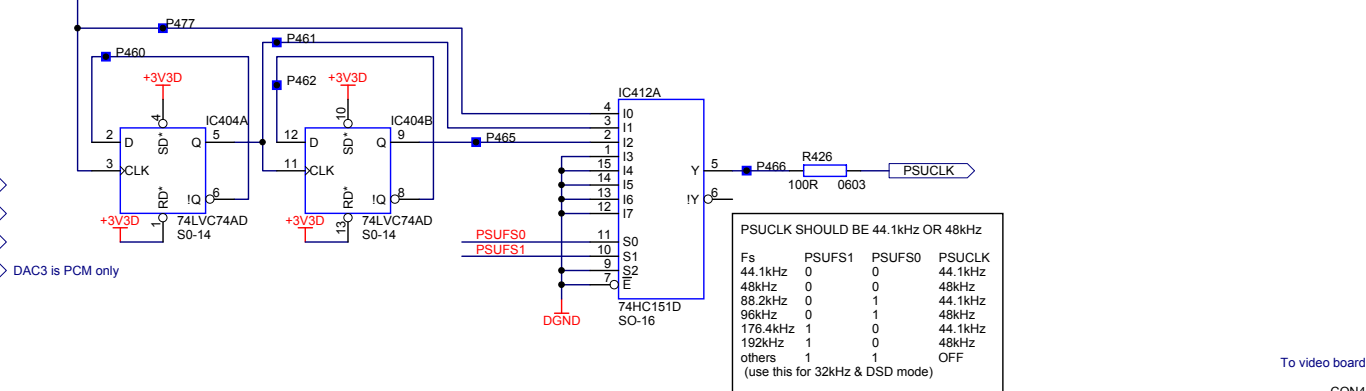 P477
P460
P461
P462
+3V3D
+3V3D
IC412A
IC404A
IC404B
4
10
4 I0
3 I1
2 I2
1 I3
15 I4
14 I5
13 I6
12 I7
11 S0
10 S1
9 S2
7 E
2 D SD* Q 5
3 CLK
RD* !Q 6
1
12 D SD* Q 9
11 CLK
RD* !Q 8
13
P465
Y 5
!Y 6
P466
R426
100R 0603
PSUCLK
+3V3D
74LVC74AD
S0-14
+3V3D
74LVC74AD
S0-14
PSUFS0
PSUFS1
DGND
74HC151D
SO-16
DAC3 is PCM only
PSUCLK SHOULD BE 44.1kHz OR 48kHz
Fs PSUFS1 PSUFS0 PSUCLK
44.1kHz 0 0 44.1kHz
48kHz 0 0 48kHz
88.2kHz 0 1 44.1kHz
96kHz 0 1 48kHz
176.4kHz 1 0 44.1kHz
192kHz 1 0 48kHz
others 1 1 OFF
(use this for 32kHz & DSD mode)
To video board